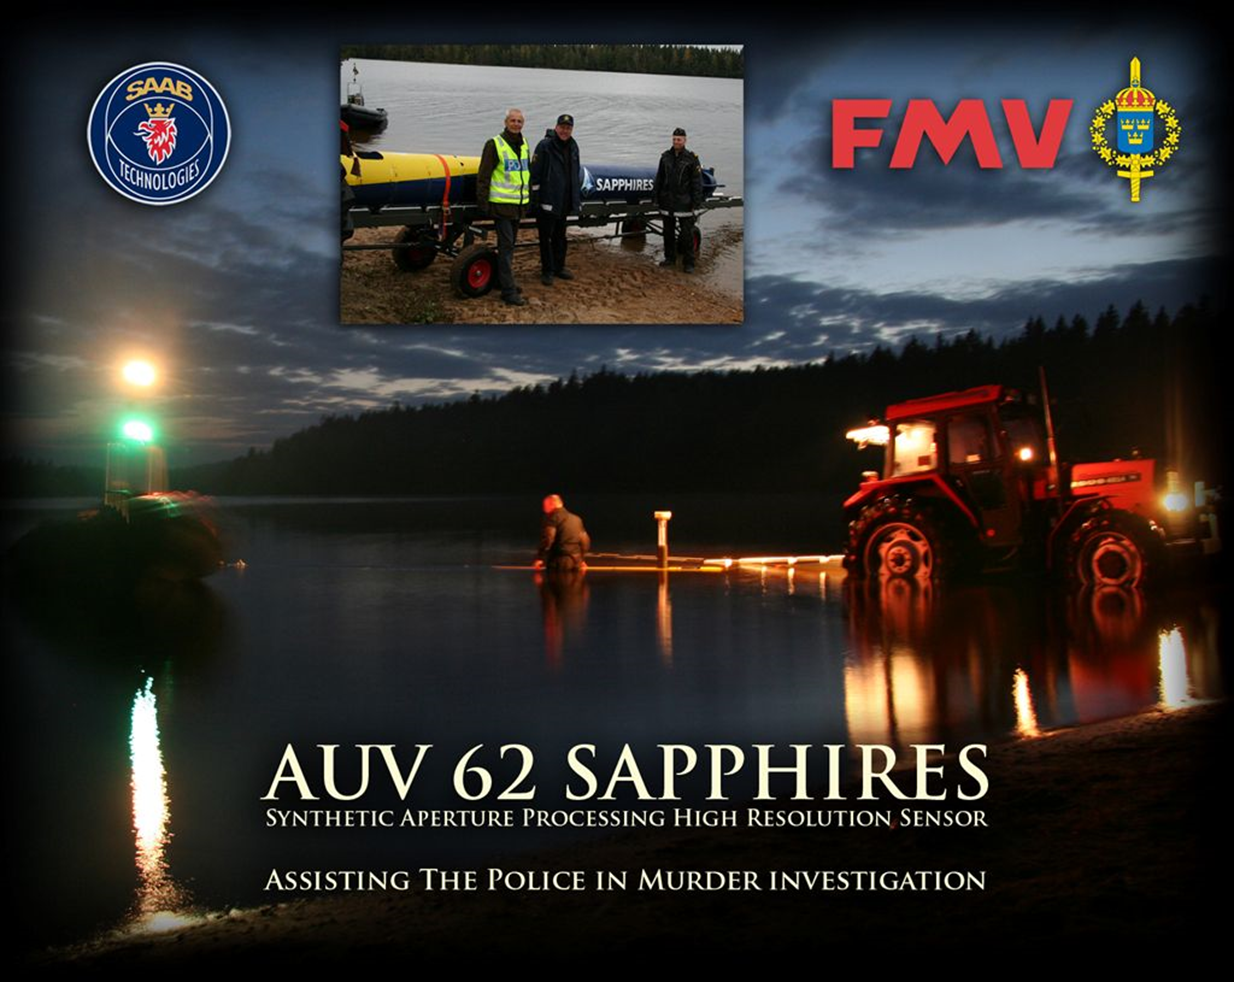 SAAB
TECHNOLOGIES
FMV
SAPPHIRES
AUV 62 SAPPHIRES
SYNTHETIC APERTURE PROCESSING HIGH RESOLUTION SENSOR
ASSISTING THE POLICE IN MURDER INVESTIGATION